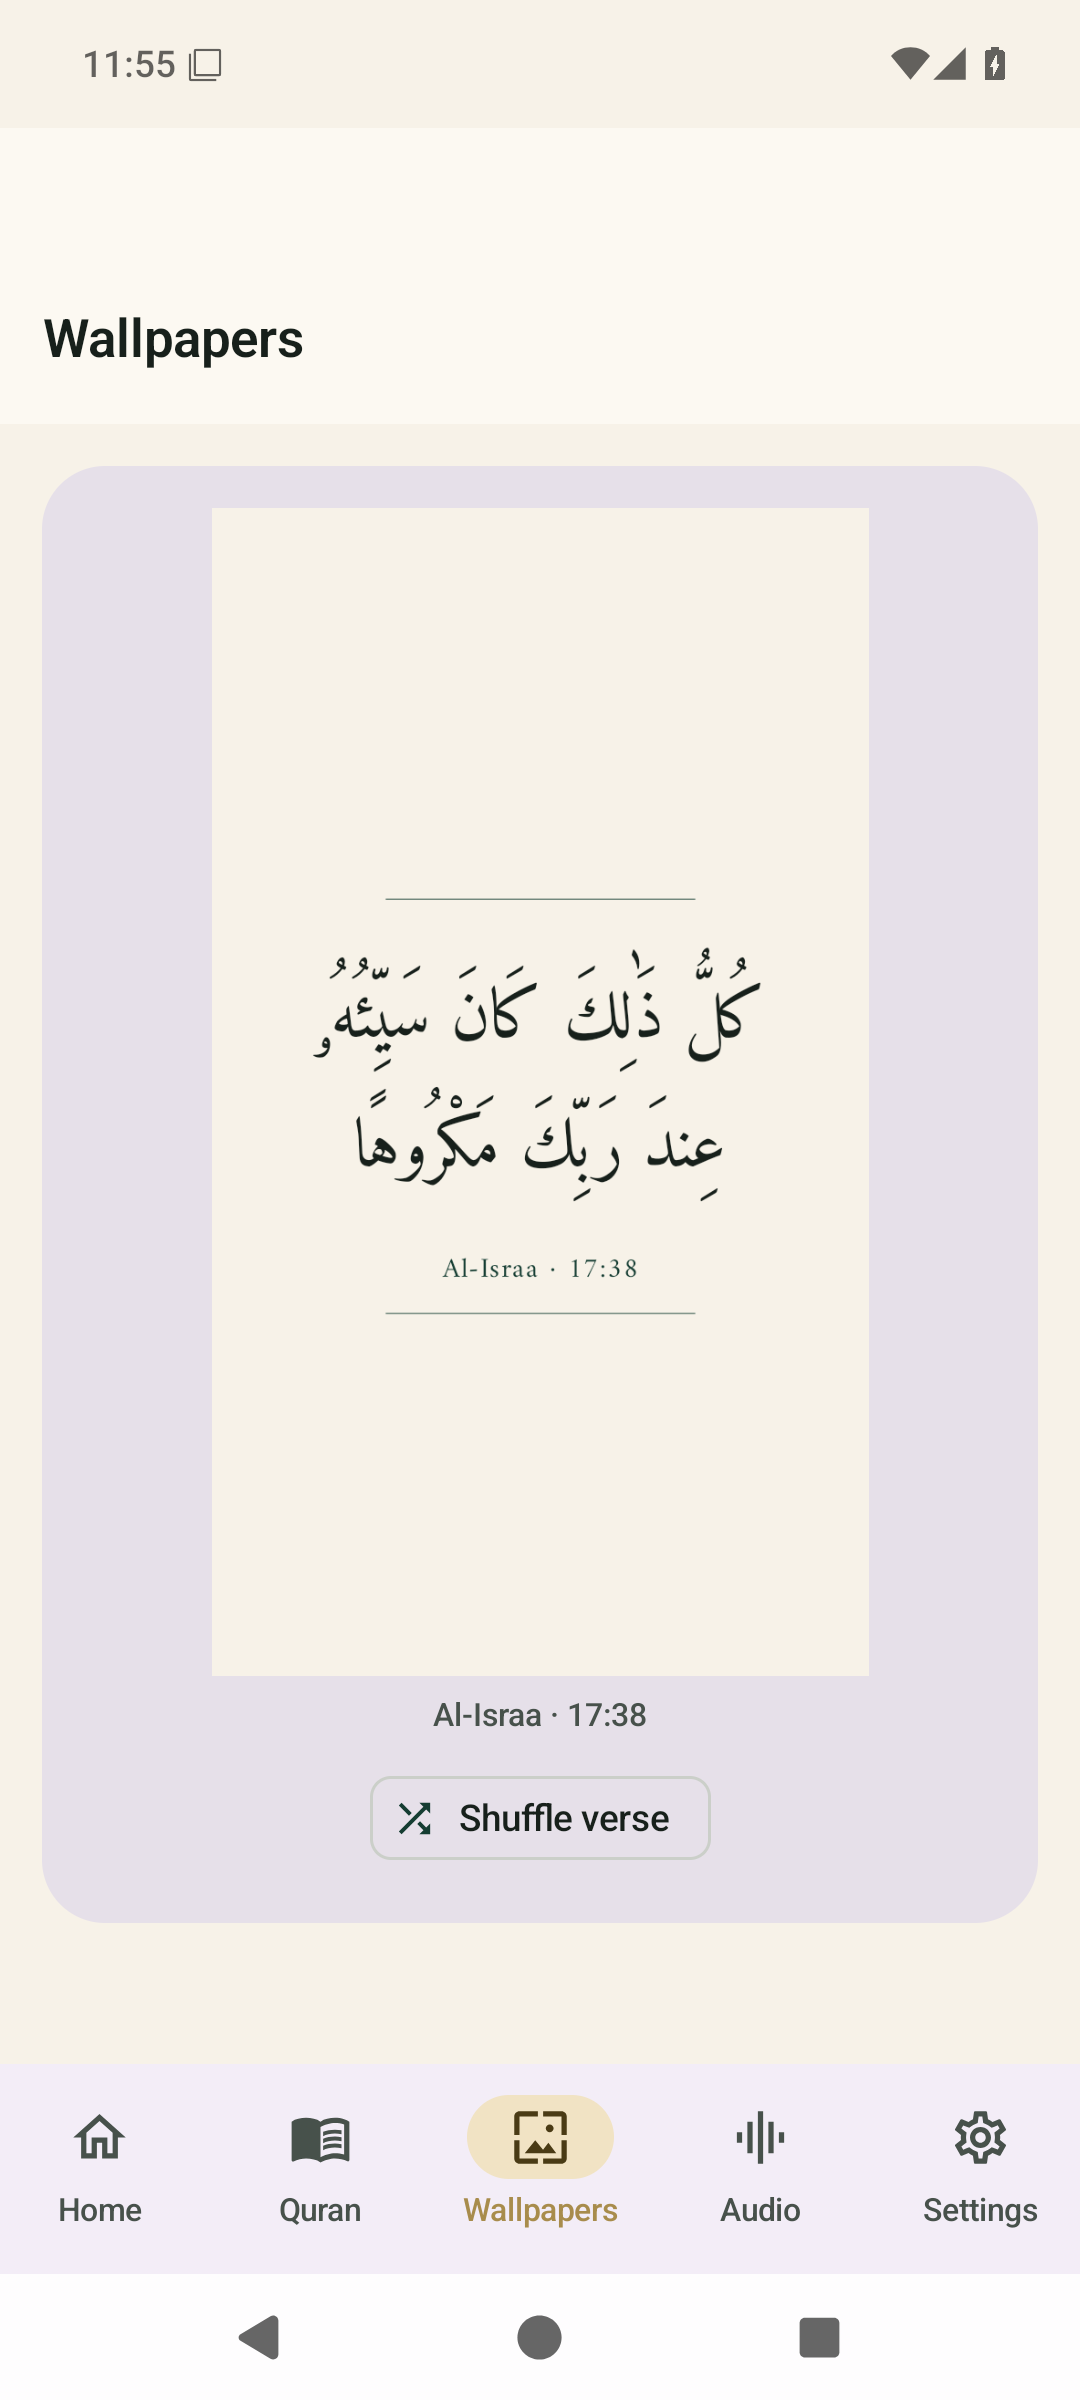 11:55
Wallpapers
كُلُّ ذَٰلِكَ كَانَ سَيِّئُهُۥ
عِندَ رَبِّكَ مَكْرُوهًا
Al-Israa · 17:38
Al-Israa · 17:38
Shuffle verse
Home
Quran
Wallpapers
Audio
Settings